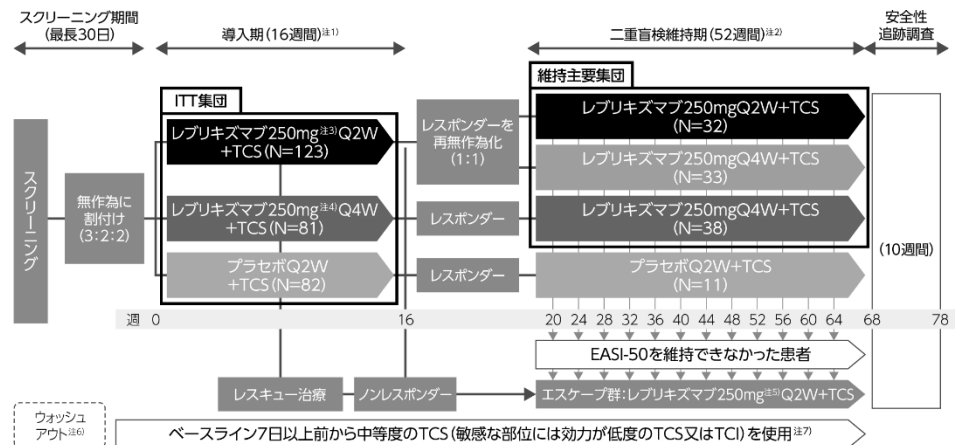 スクリーニング期間
(最長30日)
導入期(16週間)注1)
二重盲検維持期(52週間)注2)
安全性
追跡調査
ITT集団
維持主要集団
スクリーニング
無作為に
割付け
(3:2:2)
レブリキズマブ250mg注3)Q2W
+TCS(N=123)
レブリキズマブ250mg注4)Q4W
+TCS(N=81)
プラセボQ2W
+TCS(N=82)
レスポンダーを
再無作為化
(1:1)
レスポンダー
レスポンダー
レブリキズマブ250mgQ2W+TCS
(N=32)
レブリキズマブ250mgQ4W+TCS
(N=33)
レブリキズマブ250mgQ4W+TCS
(N=38)
プラセボQ2W+TCS
(N=11)
(10週間)
週 0 16 20 24 28 32 36 40 44 48 52 56 60 64 68 78
EASI-50を維持できなかった患者
レスキュー治療
ノンレスポンダー
エスケープ群:レブリキズマブ250mg注5)Q2W+TCS
ウォッシュ
アウト注6)
ベースライン7日以上前から中等度のTCS(敏感な部位には効力が低度のTCS又はTCI)を使用注7)